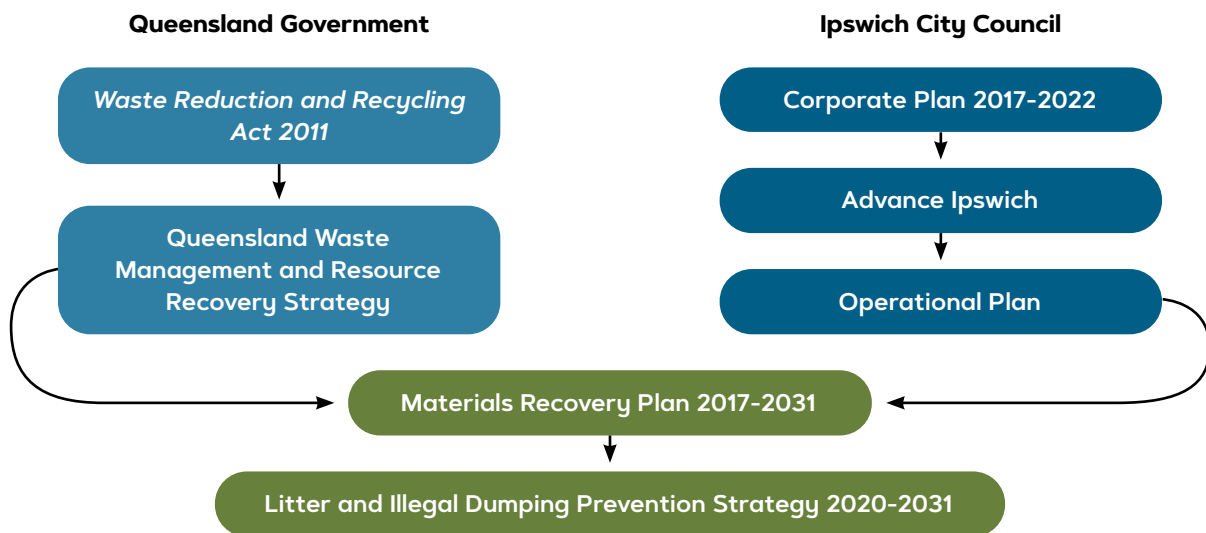 Queensland Government
Waste Reduction and Recycling
Act 2011
Queensland Waste
Management and Resource
Recovery Strategy
Ipswich City Council
Corporate Plan 2017-2022
Advance Ipswich
Operational Plan
Materials Recovery Plan 2017-2031
Litter and Illegal Dumping Prevention Strategy 2020-2031